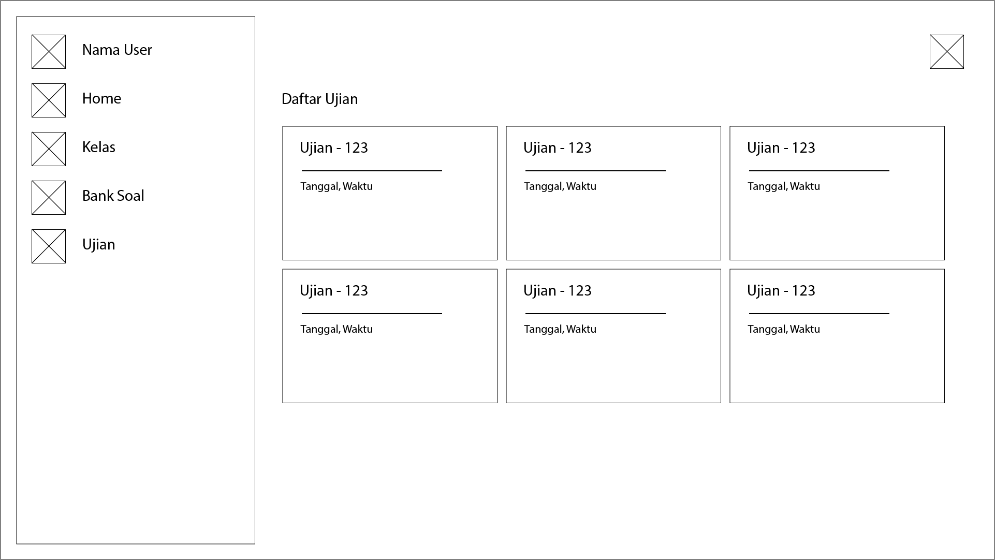 Nama User
Home
Kelas
Bank Soal
Ujian
Daftar Ujian
Ujian - 123
Tanggal, Waktu
Ujian - 123
Tanggal, Waktu
Ujian - 123
Tanggal, Waktu
Ujian - 123
Tanggal, Waktu
Ujian - 123
Tanggal, Waktu
Ujian - 123
Tanggal, Waktu